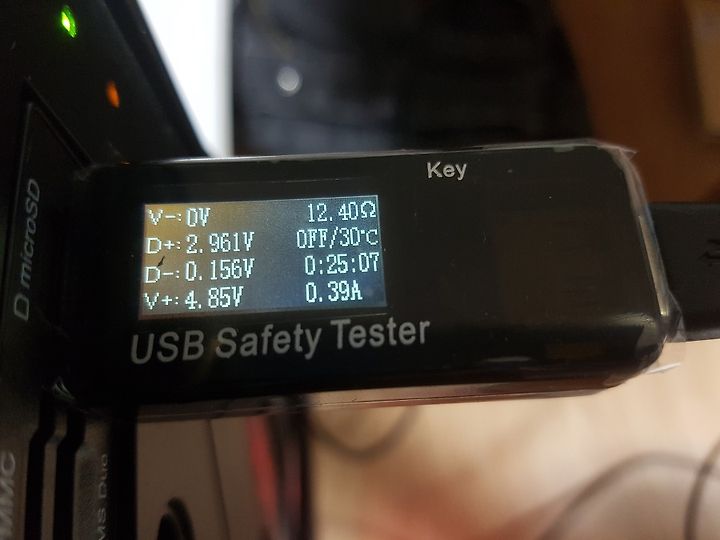 Key
V-:0V 12.40Ω
D+:2.961V OFF/30℃
D-:0.156V 0:25:07
V+:4.85V 0.39A
USB Safety Tester
microSD
MMC
MS Duo